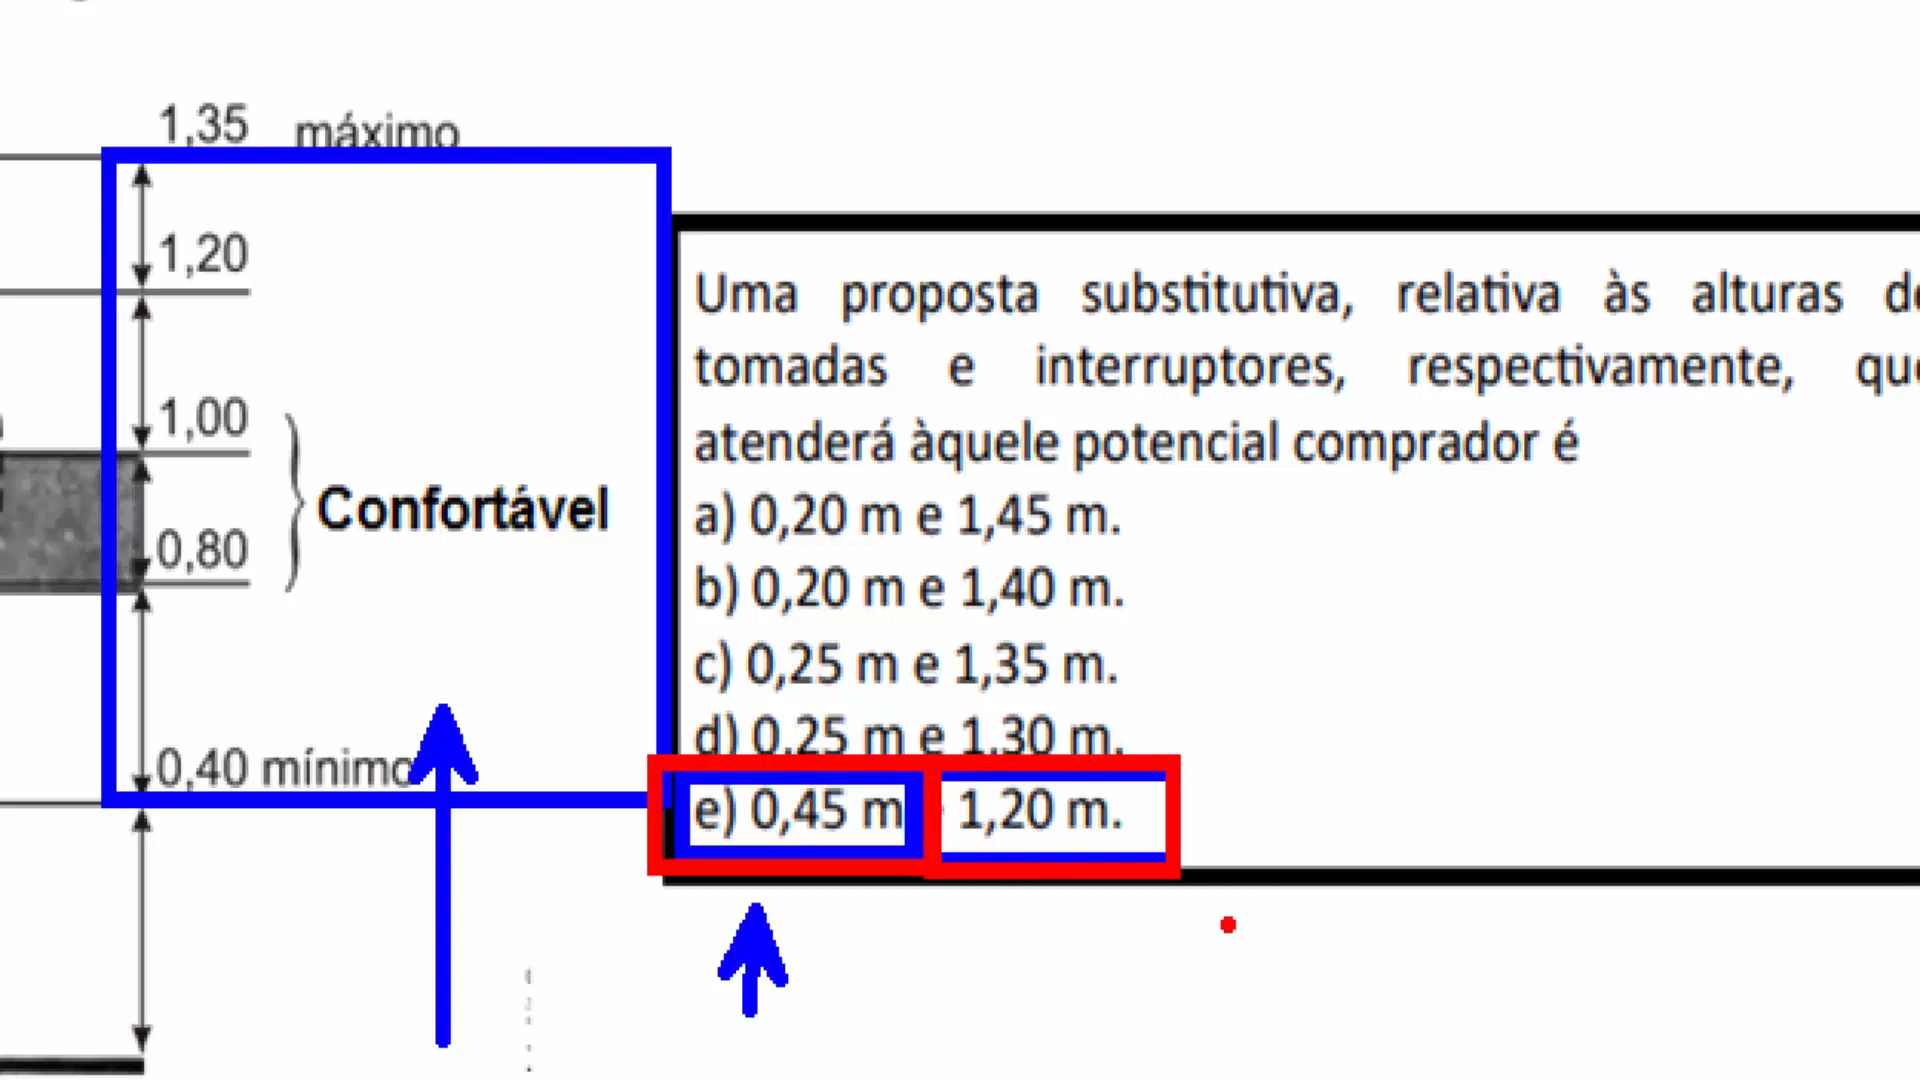 1,35 máximo
1,20
1,00
Confortável
0,80
0,40 mínimo
Uma proposta substitutiva, relativa às alturas
tomadas e interruptores, respectivamente,
atenderá àquele potencial comprador é
a) 0,20 m e 1,45 m.
b) 0,20 m e 1,40 m.
c) 0,25 m e 1,35 m.
d) 0,25 m e 1,30 m.
e) 0,45 m 1,20 m.